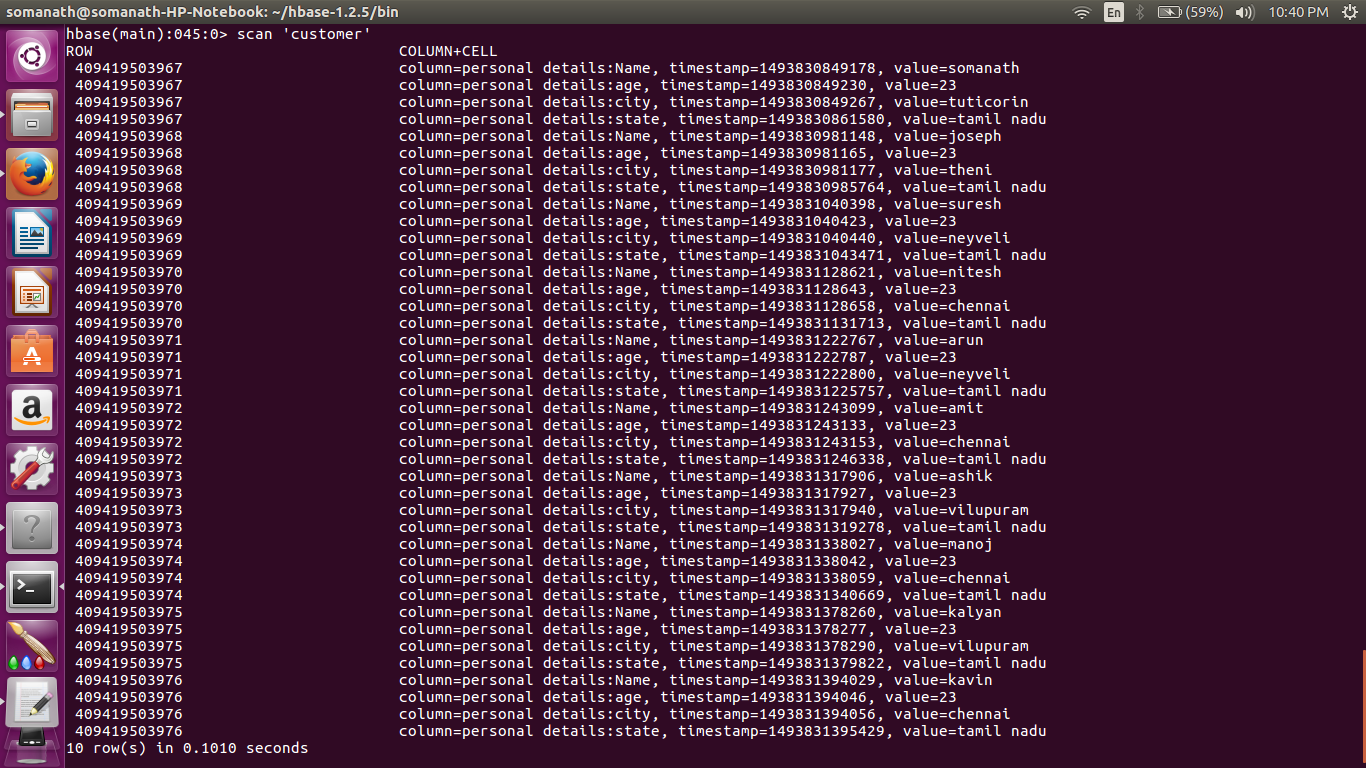 somanath@somanath-HP-Notebook: ~/hbase-1.2.5/bin En (59%) 10:40 PM
hbase(main):045:0> scan 'customer'
ROW COLUMN+CELL
409419503967 column=personal details:Name, timestamp=1493830849178, value=somanath
409419503967 column=personal details:age, timestamp=1493830849230, value=23
409419503967 column=personal details:city, timestamp=1493830849267, value=tuticorin
409419503967 column=personal details:state, timestamp=1493830861580, value=tamil nadu
409419503968 column=personal details:Name, timestamp=1493830981148, value=joseph
409419503968 column=personal details:age, timestamp=1493830981165, value=23
409419503968 column=personal details:city, timestamp=1493830981177, value=theni
409419503968 column=personal details:state, timestamp=1493830985764, value=tamil nadu
409419503969 column=personal details:Name, timestamp=1493831040398, value=suresh
409419503969 column=personal details:age, timestamp=1493831040423, value=23
409419503969 column=personal details:city, timestamp=1493831040440, value=neyveli
409419503969 column=personal details:state, timestamp=1493831043471, value=tamil nadu
409419503970 column=personal details:Name, timestamp=1493831128621, value=nitesh
409419503970 column=personal details:age, timestamp=1493831128643, value=23
409419503970 column=personal details:city, timestamp=1493831128658, value=chennai
409419503970 column=personal details:state, timestamp=1493831131713, value=tamil nadu
409419503971 column=personal details:Name, timestamp=1493831222767, value=arun
409419503971 column=personal details:age, timestamp=1493831222787, value=23
409419503971 column=personal details:city, timestamp=1493831222800, value=neyveli
409419503971 column=personal details:state, timestamp=1493831225757, value=tamil nadu
409419503972 column=personal details:Name, timestamp=1493831243099, value=amit
409419503972 column=personal details:age, timestamp=1493831243133, value=23
409419503972 column=personal details:city, timestamp=1493831243153, value=chennai
409419503972 column=personal details:state, timestamp=1493831246338, value=tamil nadu
409419503973 column=personal details:Name, timestamp=1493831317906, value=ashik
409419503973 column=personal details:age, timestamp=1493831317927, value=23
409419503973 column=personal details:city, timestamp=1493831317940, value=vilupuram
409419503973 column=personal details:state, timestamp=1493831319278, value=tamil nadu
409419503974 column=personal details:Name, timestamp=1493831338027, value=manoj
409419503974 column=personal details:age, timestamp=1493831338042, value=23
409419503974 column=personal details:city, timestamp=1493831338059, value=chennai
409419503974 column=personal details:state, timestamp=1493831340669, value=tamil nadu
409419503975 column=personal details:Name, timestamp=1493831378260, value=kalyan
409419503975 column=personal details:age, timestamp=1493831378277, value=23
409419503975 column=personal details:city, timestamp=1493831378290, value=vilupuram
409419503975 column=personal details:state, timestamp=1493831379822, value=tamil nadu
409419503976 column=personal details:Name, timestamp=1493831394029, value=kavin
409419503976 column=personal details:age, timestamp=1493831394046, value=23
409419503976 column=personal details:city, timestamp=1493831394056, value=chennai
409419503976 column=personal details:state, timestamp=1493831395429, value=tamil nadu
10 row(s) in 0.1010 seconds